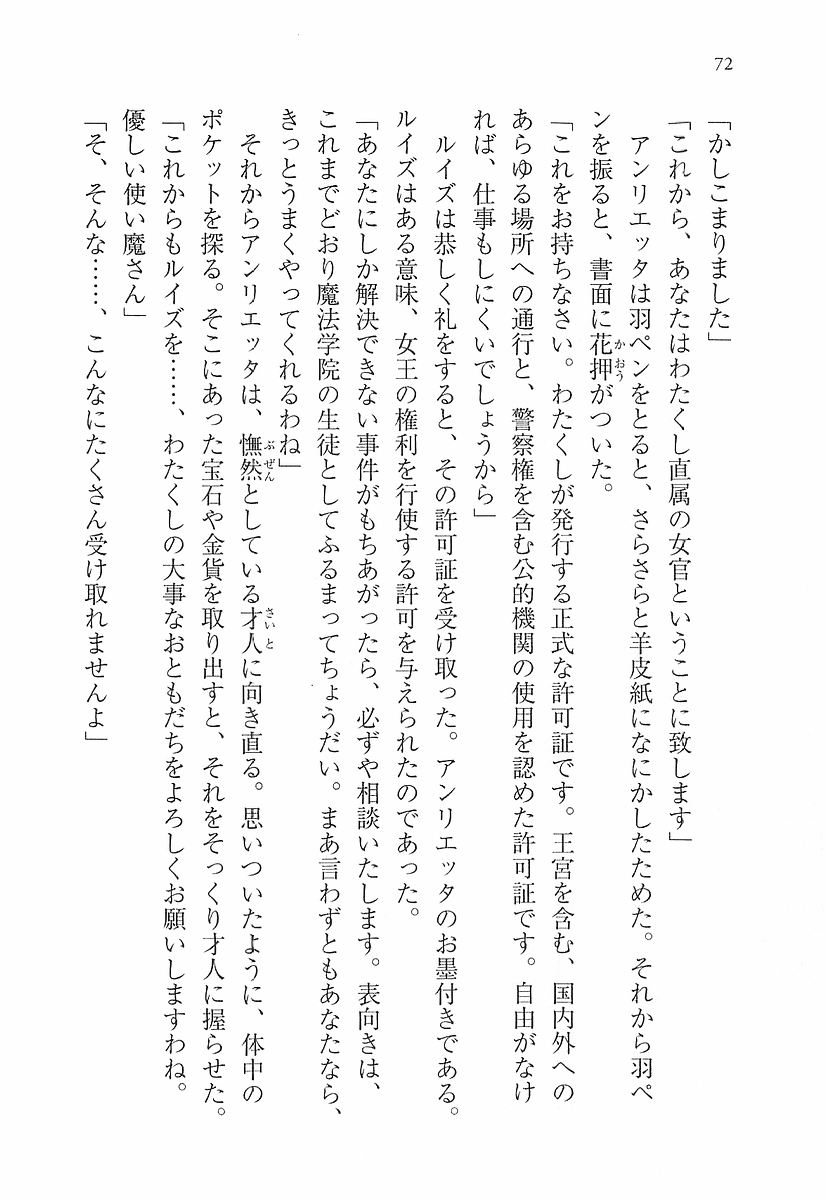 72
「かしこまりました」
「これから、あなたはわたくし直属の女官ということに致します」
　アンリエッタは羽ペンをとると、さらさらと羊皮紙になにかしたためた。それから羽ペ
ンを振ると、書面に花押がついた。
「これをお持ちなさい。わたくしが発行する正式な許可証です。王宮を含む、国内外への
あらゆる場所への通行と、警察権を含む公的機関の使用を認めた許可証です。自由がなけ
れば、仕事もしにくいでしょうから」
　ルイズは恭しく礼をすると、その許可証を受け取った。アンリエッタのお墨付きである。
ルイズはある意味、女王の権利を行使する許可を与えられたのであった。
「あなたにしか解決できない事件がもちあがったら、必ずや相談いたします。表向きは、
これまでどおり魔法学院の生徒としてふるまってちょうだい。まあ言わずともあなたなら、
きっとうまくやってくれるわね」
　それからアンリエッタは、憮然としている才人に向き直る。思いついたように、体中の
ポケットを探る。そこにあった宝石や金貨を取り出すと、それをそっくり才人に握らせた。
「これからもルイズを……、わたくしの大事なおともだちをよろしくお願いしますわね。
優しい使い魔さん」
「そ、そんな……、こんなにたくさん受け取れませんよ」